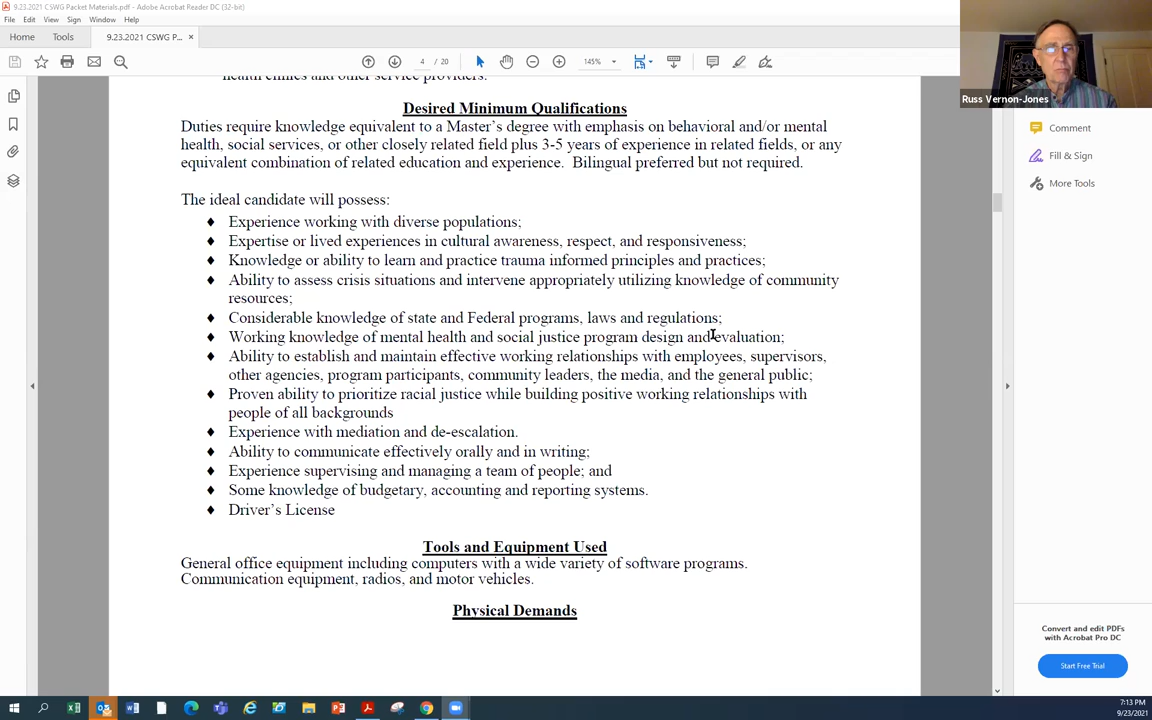 9.23.2021 CSWG Packet Materials.pdf - Adobe Acrobat Reader DC (32-bit)
File Edit View Sign Window Help
Home Tools 9.23.2021 CSWG P... ×
4 / 20 145%
health clinics and other service providers.
Desired Minimum Qualifications
Duties require knowledge equivalent to a Master's degree with emphasis on behavioral and/or mental
health, social services, or other closely related field plus 3-5 years of experience in related fields, or any
equivalent combination of related education and experience. Bilingual preferred but not required.
The ideal candidate will possess:
♦ Experience working with diverse populations;
♦ Expertise or lived experiences in cultural awareness, respect, and responsiveness;
♦ Knowledge or ability to learn and practice trauma informed principles and practices;
♦ Ability to assess crisis situations and intervene appropriately utilizing knowledge of community
resources;
♦ Considerable knowledge of state and Federal programs, laws and regulations;
♦ Working knowledge of mental health and social justice program design and evaluation;
♦ Ability to establish and maintain effective working relationships with employees, supervisors,
other agencies, program participants, community leaders, the media, and the general public;
♦ Proven ability to prioritize racial justice while building positive working relationships with
people of all backgrounds
♦ Experience with mediation and de-escalation.
♦ Ability to communicate effectively orally and in writing;
♦ Experience supervising and managing a team of people; and
♦ Some knowledge of budgetary, accounting and reporting systems.
♦ Driver's License
Tools and Equipment Used
General office equipment including computers with a wide variety of software programs.
Communication equipment, radios, and motor vehicles.
Physical Demands
Russ Vernon-Jones
Comment
Fill & Sign
More Tools
Convert and edit PDFs
with Acrobat Pro DC
Start Free Trial
7:13 PM
9/23/2021